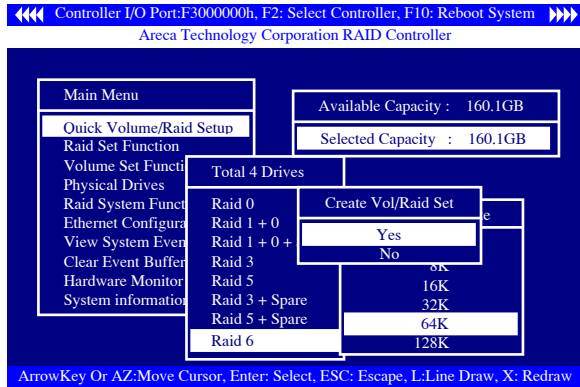 Controller I/O Port:F3000000h, F2: Select Controller, F10: Reboot System
Areca Technology Corporation RAID Controller
Main Menu
Quick Volume/Raid Setup
Raid Set Function
Volume Set Functi
Physical Drives
Raid System Funct
Ethernet Configura
View System Even
Clear Event Buffer
Hardware Monitor
System information
Available Capacity : 160.1GB
Selected Capacity : 160.1GB
Total 4 Drives
Raid 0
Raid 1 + 0
Raid 1 + 0 +
Raid 3
Raid 5
Raid 3 + Spare
Raid 5 + Spare
Raid 6
Create Vol/Raid Set
Yes
No
e
8K
16K
32K
64K
128K
ArrowKey Or AZ:Move Cursor, Enter: Select, ESC: Escape, L:Line Draw, X: Redraw